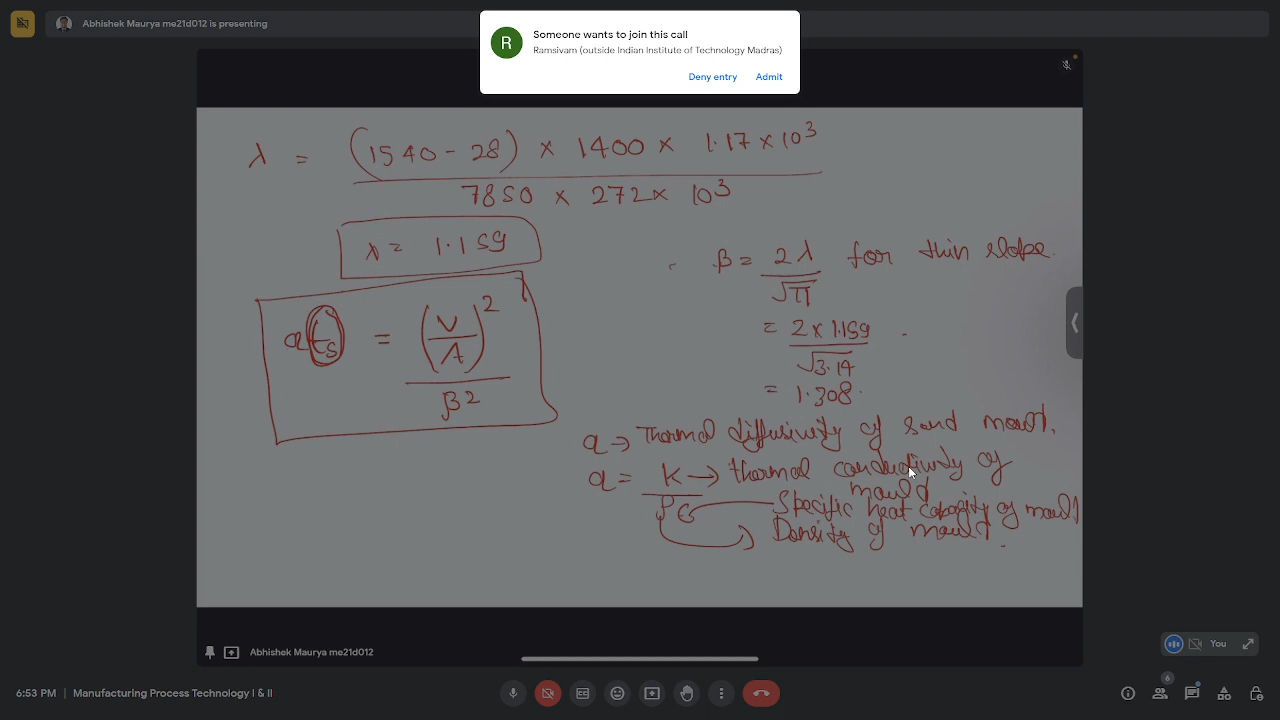 Abhishek Maurya me21d012 is presenting
Someone wants to join this call
R
Ramsivam (outside Indian Institute of Technology Madras)
Deny entry Admit
λ = (1540 - 28) × 1400 × 1.17 × 10³
7850 × 272 × 10³
λ = 1.159
αts = (V/A)²
β²
β = 2λ/√π for thin slope
= 2 × 1.159
√3.14
= 1.308
α → Thermal diffusivity of sand mould.
α = K → thermal conductivity of mould
ρc Specific heat capacity of mould
Density of mould.
Abhishek Maurya me21d012
You
6
6:53 PM | Manufacturing Process Technology I & II